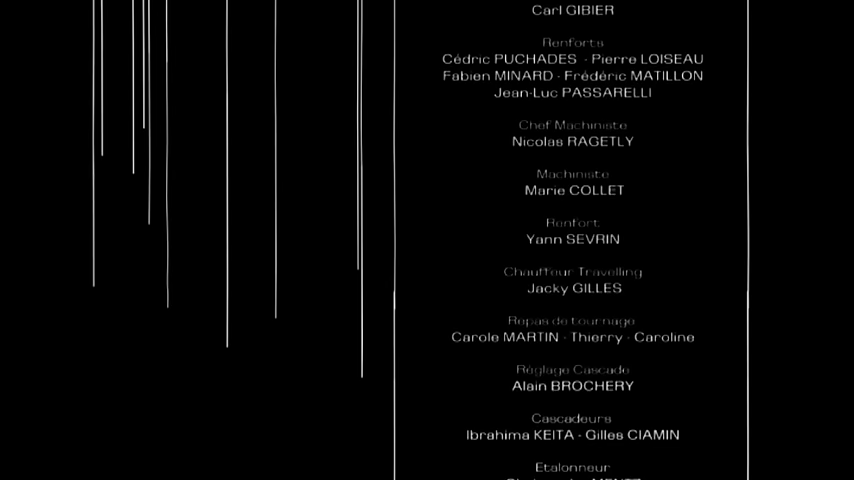 Carl GIBIER
Renforts
Cédric PUCHADES - Pierre LOISEAU
Fabien MINARD - Frédéric MATILLON
Jean-Luc PASSARELLI
Chef Machiniste
Nicolas RAGETLY
Machiniste
Marie COLLET
Renfort
Yann SEVRIN
Chauffeur Travelling
Jacky GILLES
Repas de tournage
Carole MARTIN - Thierry - Caroline
Réglage Cascade
Alain BROCHERY
Cascadeurs
Ibrahima KEITA - Gilles CIAMIN
Etalonneur